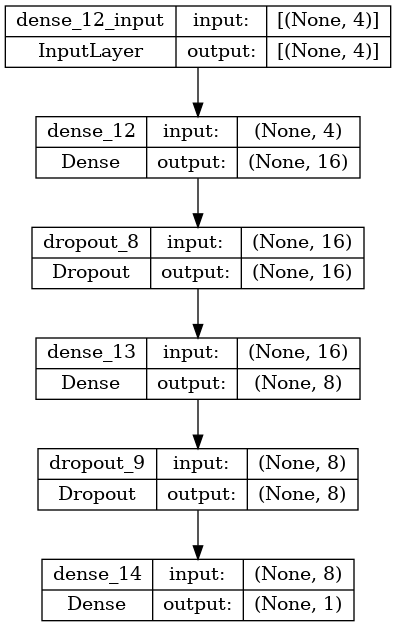 dense_12_input input: [(None, 4)]
InputLayer output: [(None, 4)]
dense_12 input: (None, 4)
Dense output: (None, 16)
dropout_8 input: (None, 16)
Dropout output: (None, 16)
dense_13 input: (None, 16)
Dense output: (None, 8)
dropout_9 input: (None, 8)
Dropout output: (None, 8)
dense_14 input: (None, 8)
Dense output: (None, 1)